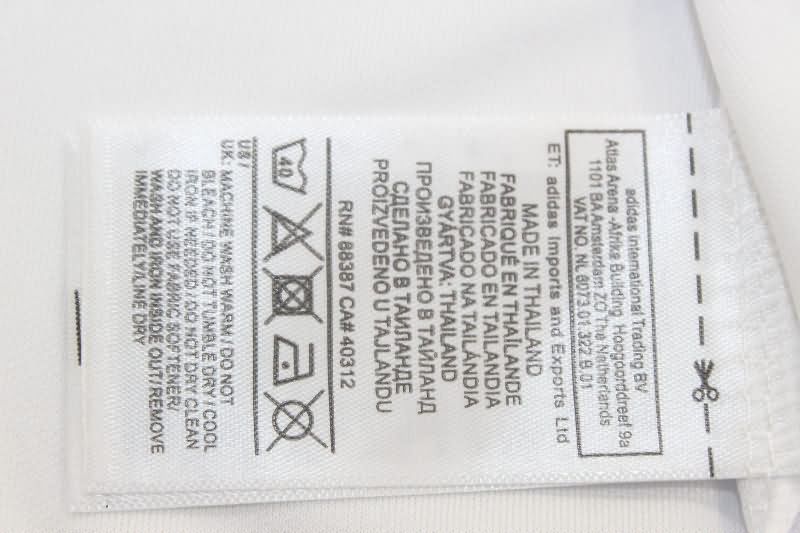 adidas International Trading BV
Atlas Arena -Afrika Building, Hoogoorddreef 9a
1101 BA Amsterdam ZO The Netherlands
VAT NO. NL 8073.01.322.B.01
ET: adidas Imports and Exports Ltd
MADE IN THAILAND
FABRIQUÉ EN THAÏLANDE
FABRICADO EN TAILANDIA
FABRICADO NA TAILÂNDIA
GYÁRTVA: THAILAND
ПРОИЗВЕДЕНО В ТАЙЛАНД
СДЕЛАНО В ТАИЛАНДЕ
PROIZVEDENO U TAJLANDU
RN# 88387 CA# 40312
40
US /
UK: MACHINE WASH WARM / DO NOT
BLEACH / DO NOT TUMBLE DRY / COOL
IRON IF NEEDED / DO NOT DRY CLEAN
DO NOT USE FABRIC SOFTENER/
WASH AND IRON INSIDE OUT/ REMOVE
IMMEDIATELY/LINE DRY